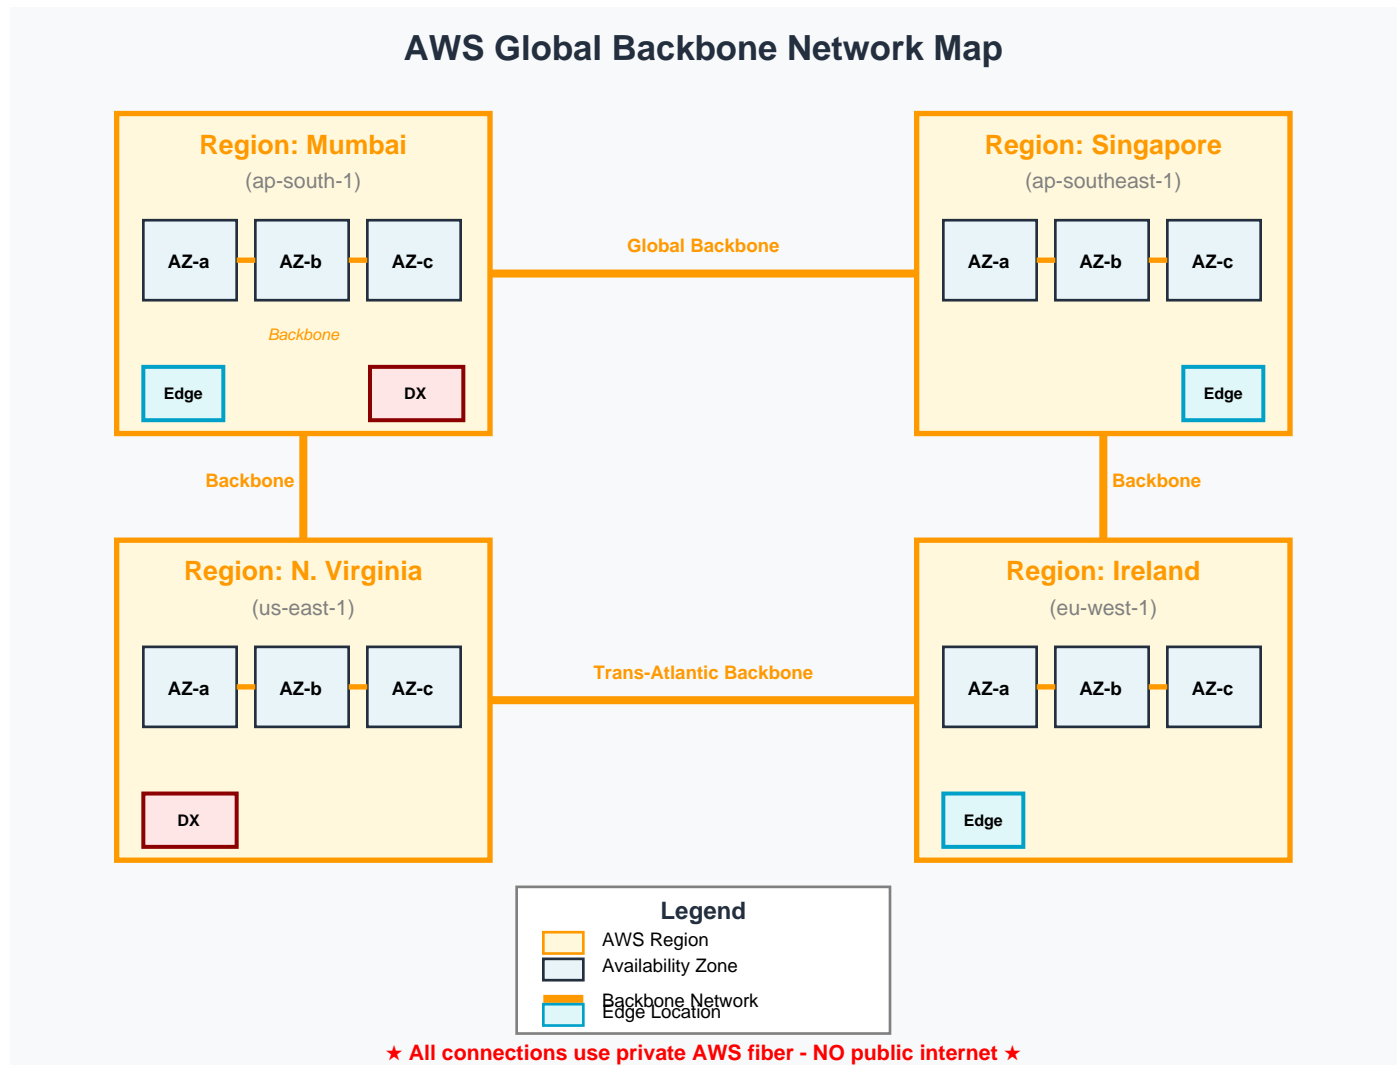 AWS Global Backbone Network Map
Region: Mumbai
(ap-south-1)
AZ-a
AZ-b
AZ-c
Backbone
Edge
DX
Global Backbone
Region: Singapore
(ap-southeast-1)
AZ-a
AZ-b
AZ-c
Edge
Backbone
Backbone
Region: N. Virginia
(us-east-1)
AZ-a
AZ-b
AZ-c
DX
Trans-Atlantic Backbone
Region: Ireland
(eu-west-1)
AZ-a
AZ-b
AZ-c
Edge
Legend
AWS Region
Availability Zone
Backbone Network
Edge Location
★ All connections use private AWS fiber - NO public internet ★